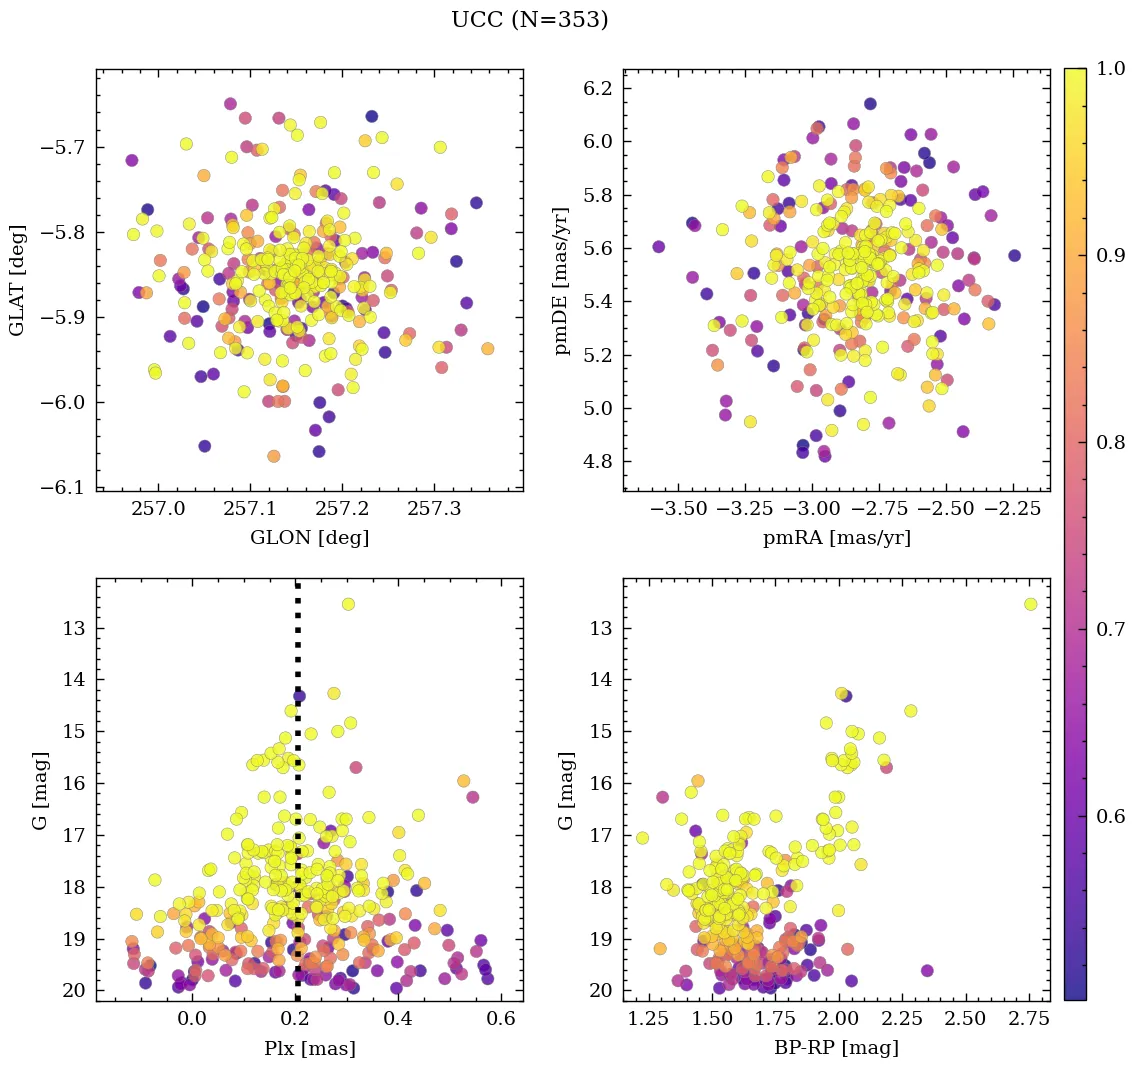 UCC (N=353)
−5.7
−5.8
−5.9
−6.0
−6.1
GLAT [deg]
257.0 257.1 257.2 257.3
GLON [deg]
6.2
6.0
5.8
5.6
5.4
5.2
5.0
4.8
pmDE [mas/yr]
−3.50 −3.25 −3.00 −2.75 −2.50 −2.25
pmRA [mas/yr]
1.0
0.9
0.8
0.7
0.6
13
14
15
16
17
18
19
20
G [mag]
0.0 0.2 0.4 0.6
Plx [mas]
13
14
15
16
17
18
19
20
G [mag]
1.25 1.50 1.75 2.00 2.25 2.50 2.75
BP-RP [mag]